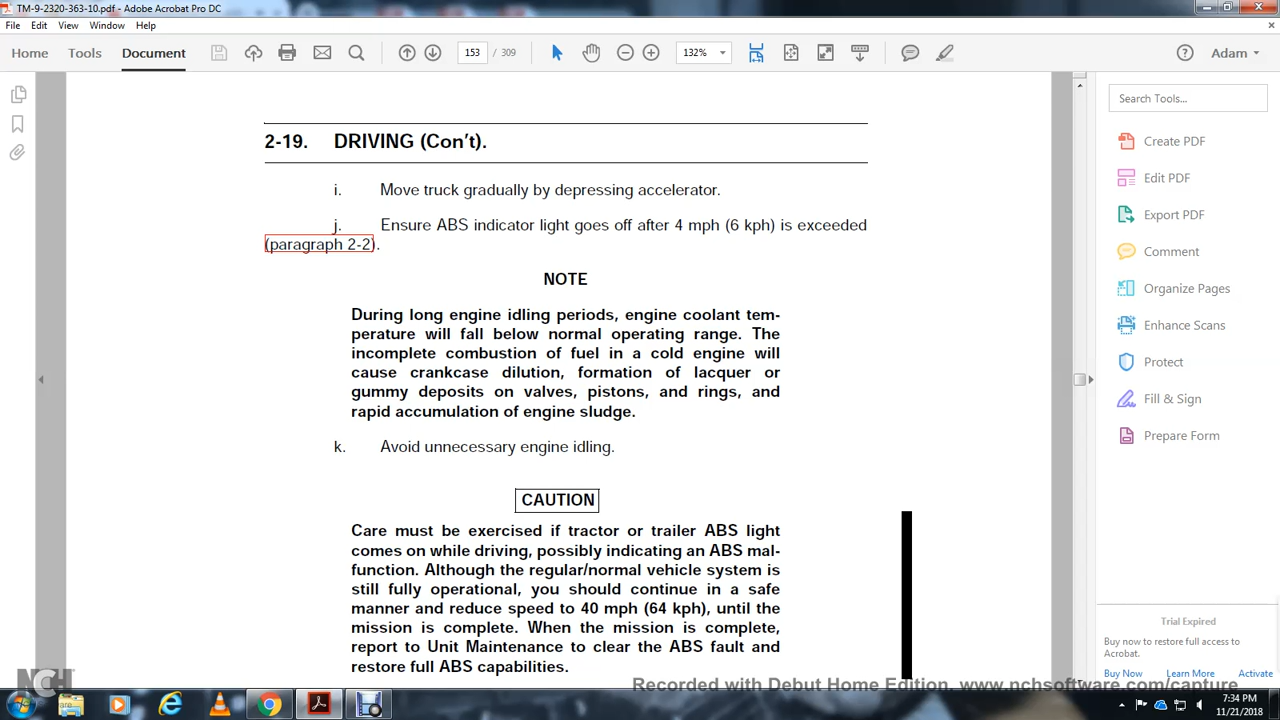 TM-9-2320-363-10.pdf - Adobe Acrobat Pro DC
File Edit View Window Help
Home Tools Document 153 / 309 132% Adam
2-19. DRIVING (Con't).
i. Move truck gradually by depressing accelerator.
j. Ensure ABS indicator light goes off after 4 mph (6 kph) is exceeded
(paragraph 2-2).
NOTE
During long engine idling periods, engine coolant tem-
perature will fall below normal operating range. The
incomplete combustion of fuel in a cold engine will
cause crankcase dilution, formation of lacquer or
gummy deposits on valves, pistons, and rings, and
rapid accumulation of engine sludge.
k. Avoid unnecessary engine idling.
CAUTION
Care must be exercised if tractor or trailer ABS light
comes on while driving, possibly indicating an ABS mal-
function. Although the regular/normal vehicle system is
still fully operational, you should continue in a safe
manner and reduce speed to 40 mph (64 kph), until the
mission is complete. When the mission is complete,
report to Unit Maintenance to clear the ABS fault and
restore full ABS capabilities.
Search Tools...
Create PDF
Edit PDF
Export PDF
Comment
Organize Pages
Enhance Scans
Protect
Fill & Sign
Prepare Form
Trial Expired
Buy now to restore full access to
Acrobat.
Buy Now Learn More Activate
NCH
Recorded with Debut Home Edition. www.nchsoftware.com/capture
7:34 PM
11/21/2018